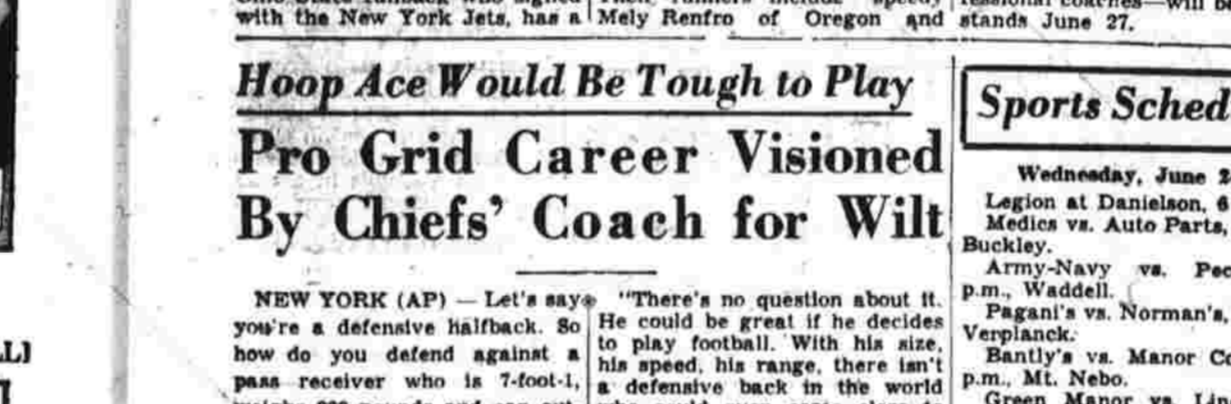 with the New York Jets, has a
Mely Renfro of Oregon and
stands June 27.
Hoop Ace Would Be Tough to Play
Pro Grid Career Visioned
By Chiefs' Coach for Wilt
NEW YORK (AP) — Let's say
you're a defensive halfback. So
how do you defend against a
pass receiver who is 7-foot-1,
"There's no question about it.
He could be great if he decides
to play football. With his size,
his speed, his range, there isn't
a defensive back in the world
Sports Sched
Wednesday, June 2
Legion at Danielson, 6
Medics vs. Auto Parts,
Buckley.
Army-Navy vs. Pec
p.m., Waddell.
Pagani's vs. Norman's,
Verplanck.
Bantly's vs. Manor Co
p.m., Mt. Nebo.
Green Manor vs.